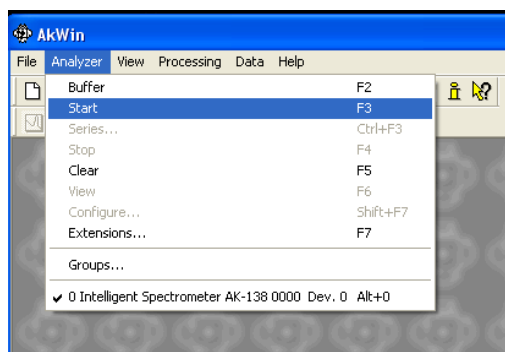 AkWin
File Analyzer View Processing Data Help
Buffer F2
Start F3
Series... Ctrl+F3
Stop F4
Clear F5
View F6
Configure... Shift+F7
Extensions... F7
Groups...
0 Intelligent Spectrometer AK-138 0000 Dev. 0 Alt+0